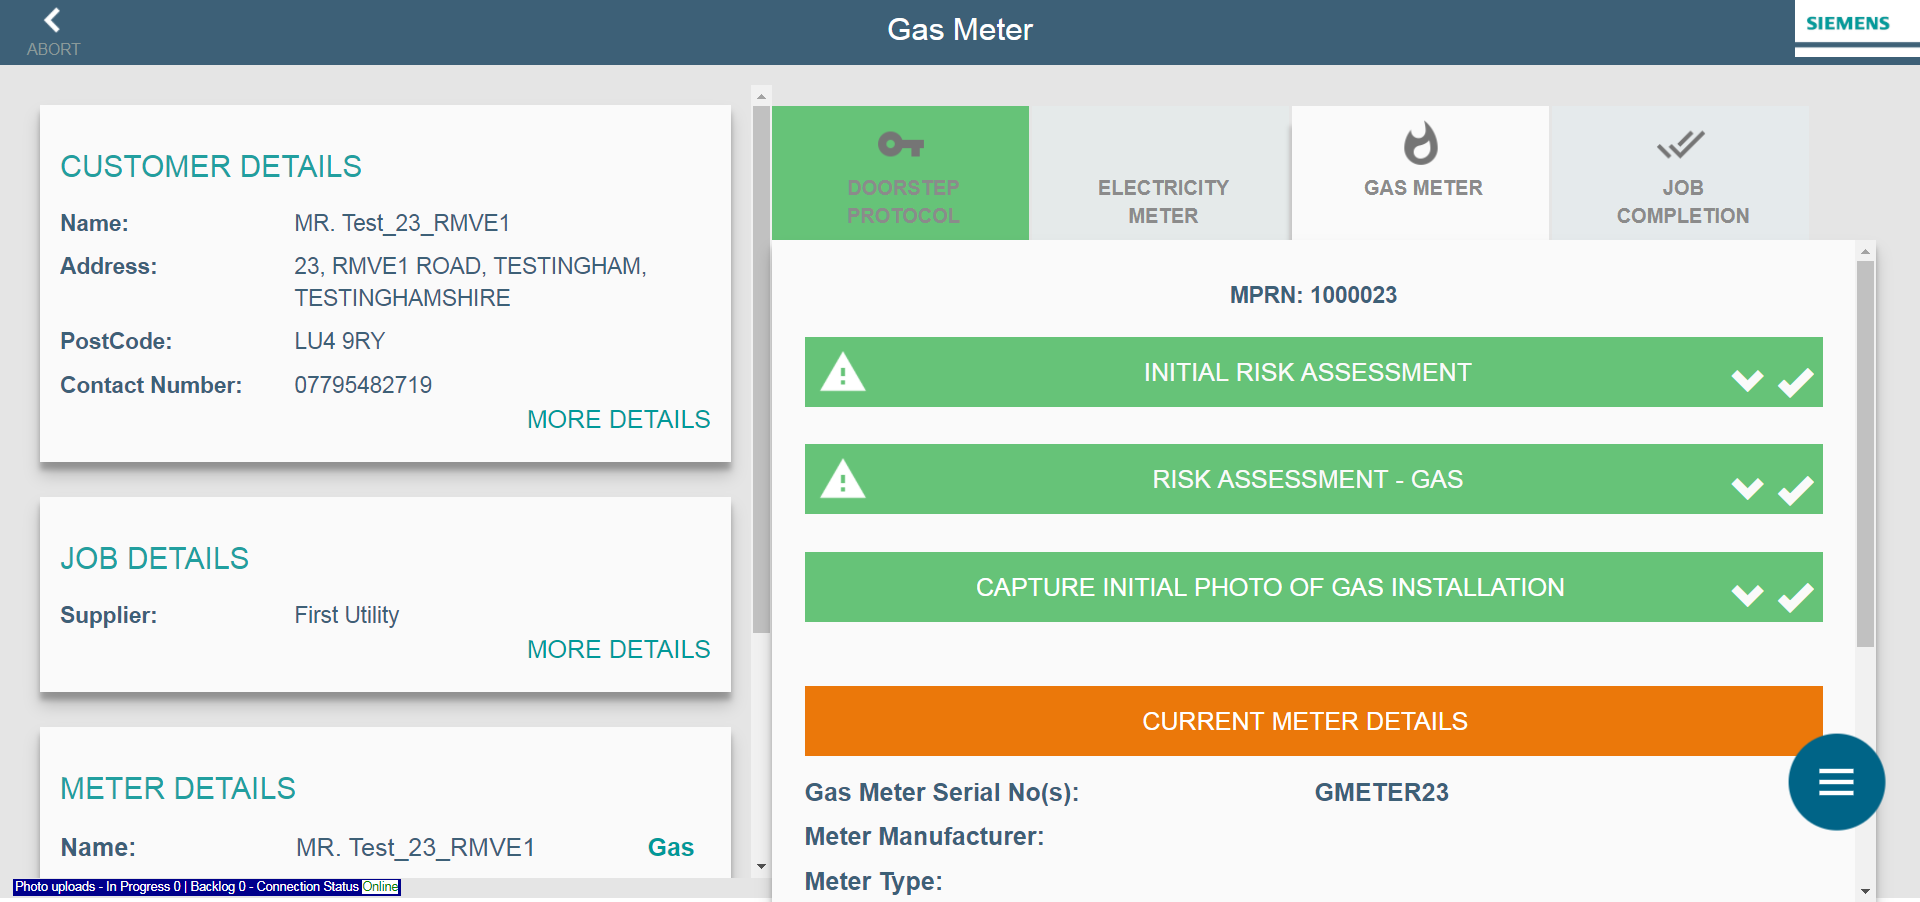 ABORT
Gas Meter
SIEMENS
CUSTOMER DETAILS
Name: MR. Test_23_RMVE1
Address: 23, RMVE1 ROAD, TESTINGHAM,
TESTINGHAMSHIRE
PostCode: LU4 9RY
Contact Number: 07795482719
MORE DETAILS
JOB DETAILS
Supplier: First Utility
MORE DETAILS
METER DETAILS
Name: MR. Test_23_RMVE1 Gas
Photo uploads - In Progress 0 | Backlog 0 - Connection Status Online
DOORSTEP
PROTOCOL
ELECTRICITY
METER
GAS METER
JOB
COMPLETION
MPRN: 1000023
INITIAL RISK ASSESSMENT
RISK ASSESSMENT - GAS
CAPTURE INITIAL PHOTO OF GAS INSTALLATION
CURRENT METER DETAILS
Gas Meter Serial No(s): GMETER23
Meter Manufacturer:
Meter Type: